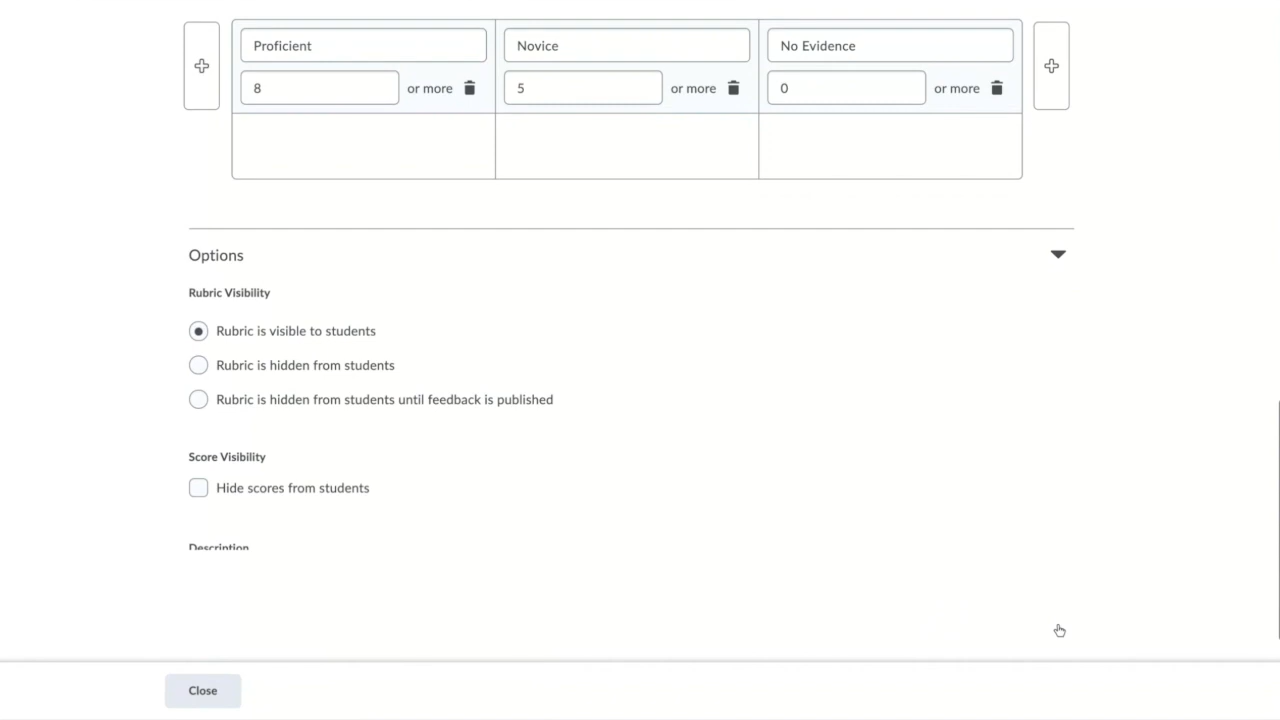 Proficient Novice No Evidence
8 or more 5 or more 0 or more
Options
Rubric Visibility
Rubric is visible to students
Rubric is hidden from students
Rubric is hidden from students until feedback is published
Score Visibility
Hide scores from students
Description
Close